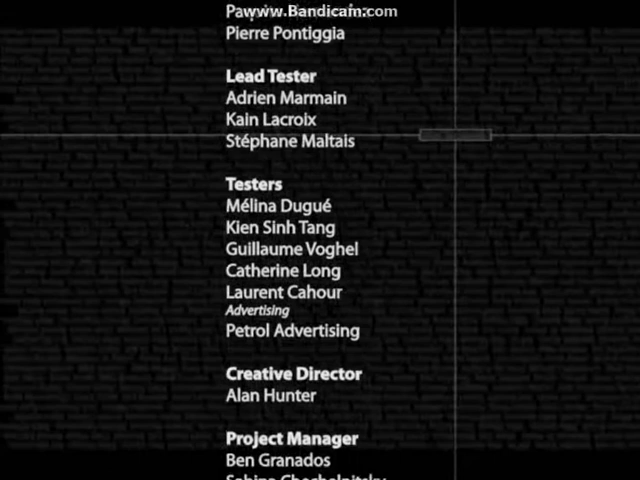 www.Bandicam.com
Pierre Pontiggia
Lead Tester
Adrien Marmain
Kain Lacroix
Stéphane Maltais
Testers
Mélina Dugué
Kien Sinh Tang
Guillaume Voghel
Catherine Long
Laurent Cahour
Advertising
Petrol Advertising
Creative Director
Alan Hunter
Project Manager
Ben Granados